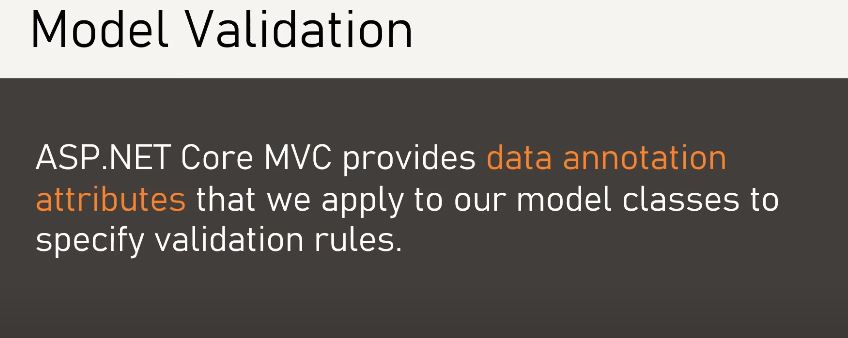 Model Validation
ASP.NET Core MVC provides data annotation
attributes that we apply to our model classes to
specify validation rules.